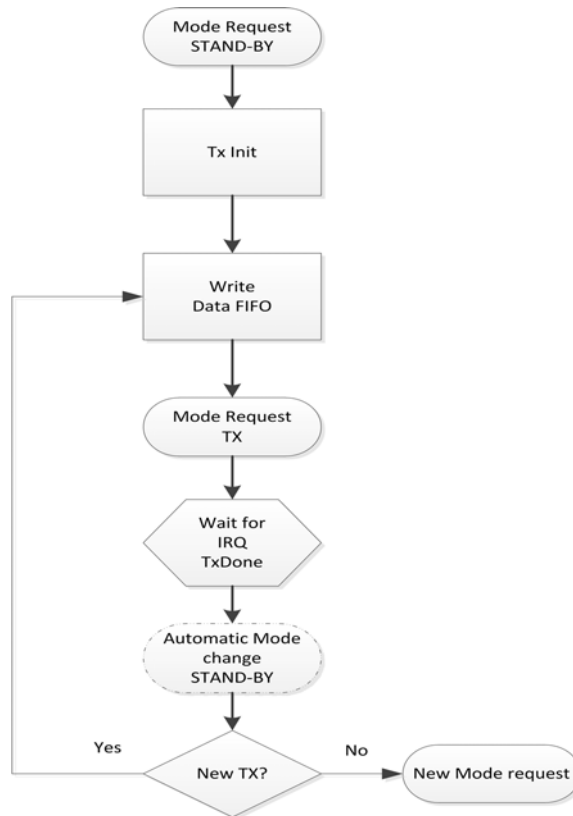 Mode Request
STAND-BY
Tx Init
Write
Data FIFO
Mode Request
TX
Wait for
IRQ
TxDone
Automatic Mode
change
STAND-BY
Yes
No
New TX?
New Mode request